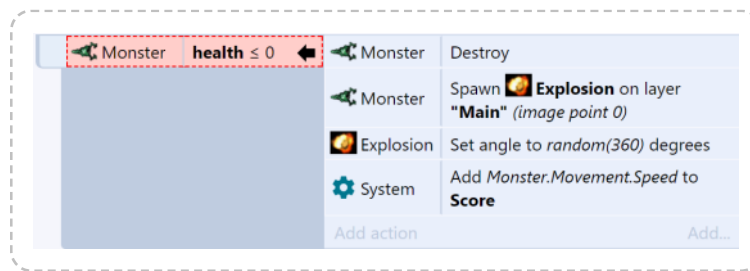 Monster health ≤ 0 Monster Destroy
Monster Spawn Explosion on layer
"Main" (image point 0)
Explosion Set angle to random(360) degrees
System Add Monster.Movement.Speed to
Score
Add action Add...